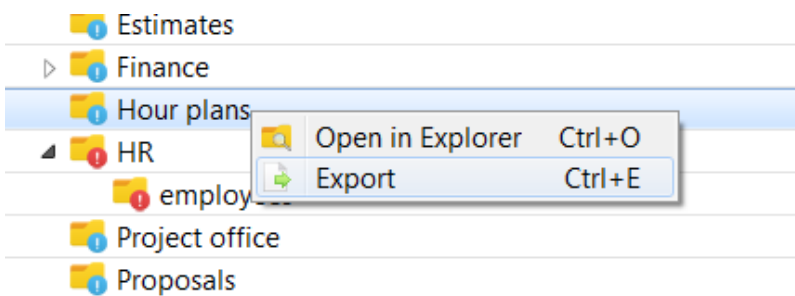 Estimates
Finance
Hour plans
Open in Explorer Ctrl+O
HR
Export Ctrl+E
Project office
Proposals